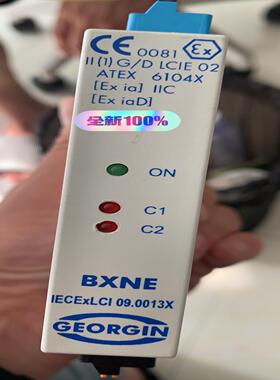 CE 0081 Ex
II (1) G/D LCIE 02
ATEX 6104X
[Ex ia] IIC
[Ex iaD]
全新100%
ON
C1
C2
BXNE
IECExLCI 09.0013X
GEORGIN